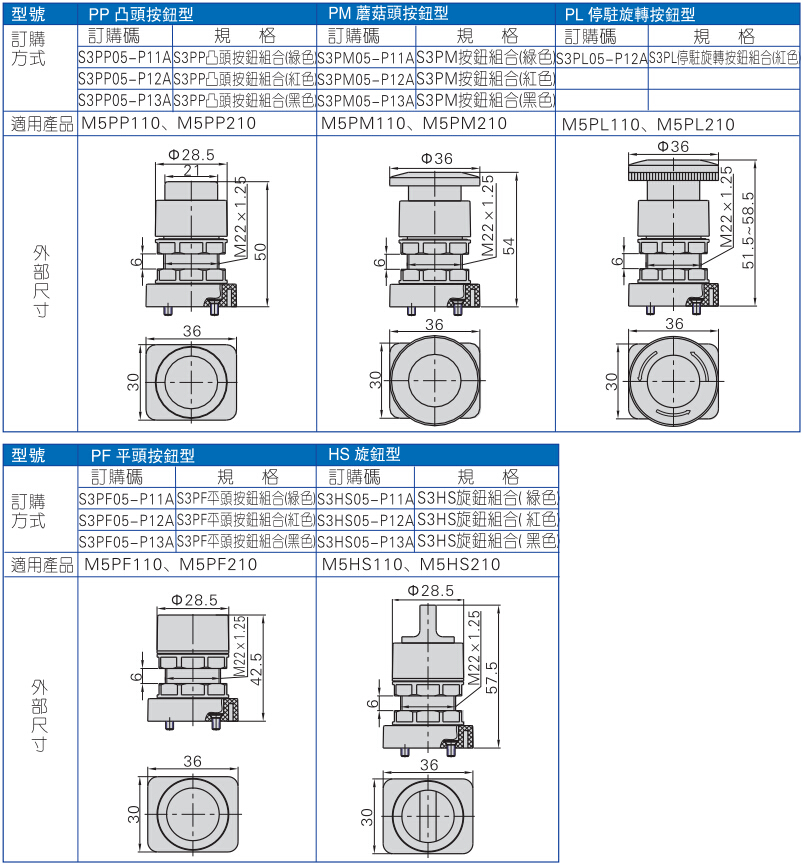 型號 PP 凸頭按鈕型 PM 蘑菇頭按鈕型 PL 停駐旋轉按鈕型
訂購方式 訂購碼 規 格 訂購碼 規 格 訂購碼 規 格
S3PP05-P11A S3PP凸頭按鈕組合(綠色) S3PM05-P11A S3PM按鈕組合(綠色) S3PL05-P12A S3PL停駐旋轉按鈕組合(紅色)
S3PP05-P12A S3PP凸頭按鈕組合(紅色) S3PM05-P12A S3PM按鈕組合(紅色)
S3PP05-P13A S3PP凸頭按鈕組合(黑色) S3PM05-P13A S3PM按鈕組合(黑色)
適用產品 M5PP110、M5PP210 M5PM110、M5PM210 M5PL110、M5PL210
外部尺寸
Φ28.5
21
M22×1.25
50
6
36
30
Φ36
M22×1.25
54
6
36
30
Φ36
M22×1.25
51.5~58.5
6
36
30
型號 PF 平頭按鈕型 HS 旋鈕型
訂購方式 訂購碼 規 格 訂購碼 規 格
S3PF05-P11A S3PF平頭按鈕組合(綠色) S3HS05-P11A S3HS旋鈕組合( 綠色)
S3PF05-P12A S3PF平頭按鈕組合(紅色) S3HS05-P12A S3HS旋鈕組合( 紅色)
S3PF05-P13A S3PF平頭按鈕組合(黑色) S3HS05-P13A S3HS旋鈕組合( 黑色)
適用產品 M5PF110、M5PF210 M5HS110、M5HS210
外部尺寸
Φ28.5
M22×1.25
42.5
6
36
30
Φ28.5
M22×1.25
57.5
6
36
30